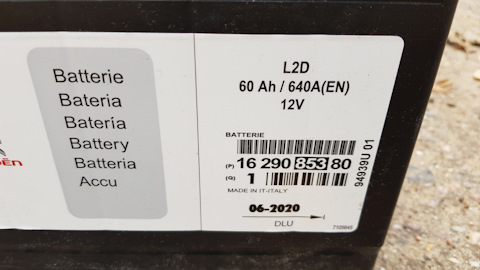 Batterie
Bateria
Batería
Battery
Batteria
Accu
L2D
60 Ah / 640A(EN)
12V
BATTERIE
(P) 16 290 853 80
(Q) 1
MADE IN IT-ITALY
94939U 01
06-2020
DLU